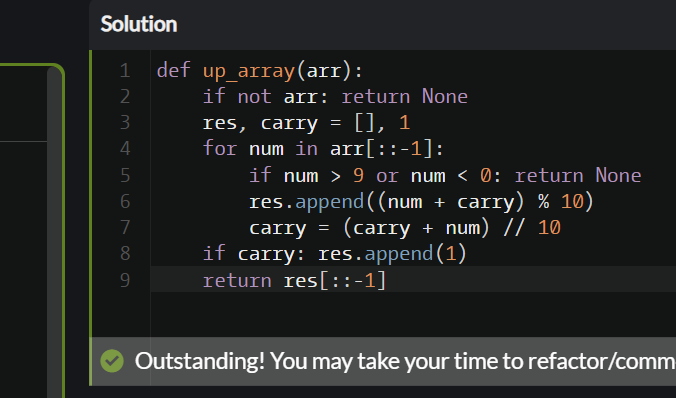 Solution
1 def up_array(arr):
2     if not arr: return None
3     res, carry = [], 1
4     for num in arr[::-1]:
5         if num > 9 or num < 0: return None
6         res.append((num + carry) % 10)
7         carry = (carry + num) // 10
8     if carry: res.append(1)
9     return res[::-1]
Outstanding! You may take your time to refactor/comm